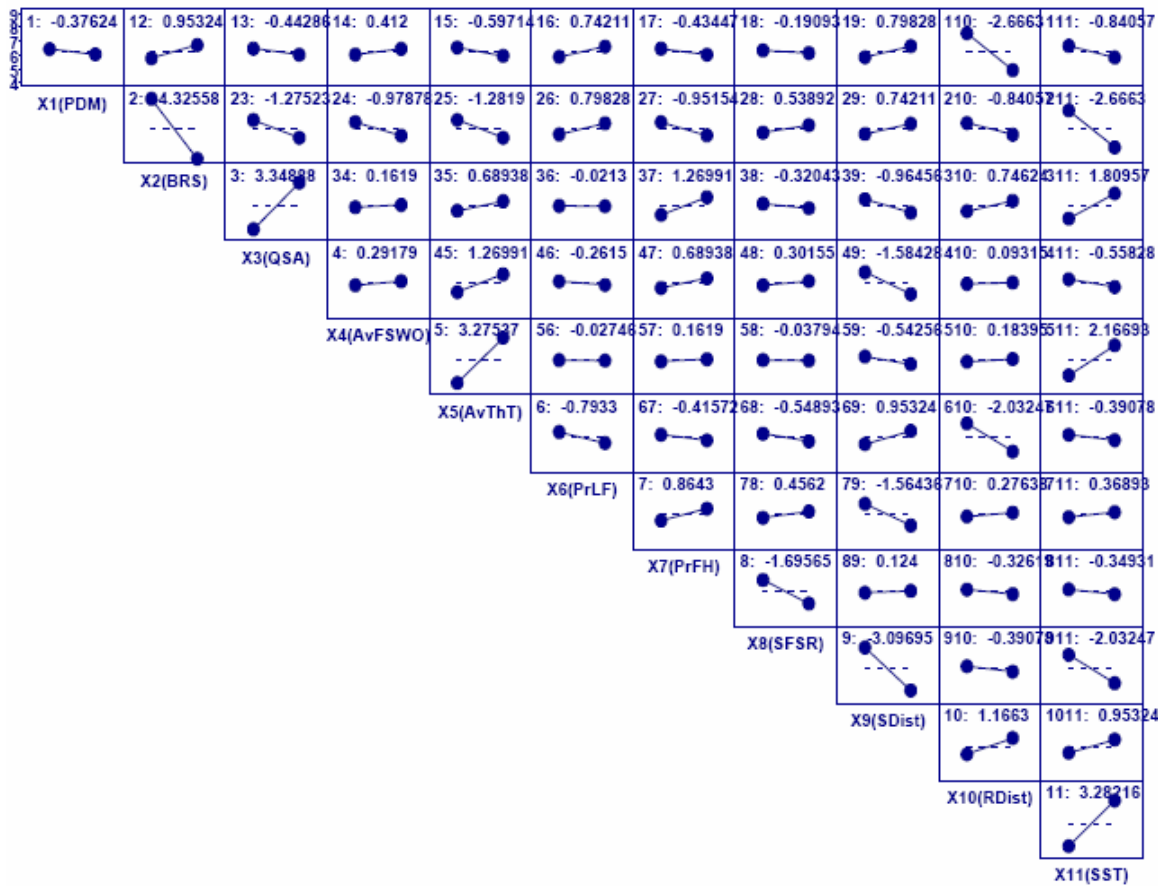 9
8
7
6
5
4
1: -0.37624 12: 0.95324 13: -0.44286 14: 0.412 15: -0.59714 16: 0.74211 17: -0.43447 18: -0.19093 19: 0.79828 110: -2.6663 111: -0.84057
X1(PDM)
2: -4.32558 23: -1.27523 24: -0.97878 25: -1.2819 26: 0.79828 27: -0.95154 28: 0.53892 29: 0.74211 210: -0.84057 211: -2.6663
X2(BRS)
3: 3.34888 34: 0.1619 35: 0.68938 36: -0.0213 37: 1.26991 38: -0.32043 39: -0.96456 310: 0.74624 311: 1.80957
X3(QSA)
4: 0.29179 45: 1.26991 46: -0.2615 47: 0.68938 48: 0.30155 49: -1.58428 410: 0.09315 411: -0.55828
X4(AvFSWO)
5: 56: -0.02746 57: 0.1619 58: -0.03794 59: -0.54256 510: 0.18395 511: 2.16693
X5(AvThT)
6: -0.7933 67: -0.41572 68: -0.54893 69: 0.95324 610: -2.03247 611: -0.39078
X6(PrLF)
7: 0.8643 78: 0.4562 79: -1.56436 710: 0.27638 711: 0.36893
X7(PrFH)
8: -1.69565 89: 0.124 810: 811: -0.34931
X8(SFSR)
9: -3.09695 910: -0.39078 911: -2.03247
X9(SDist)
10: 1.1663 1011: 0.95324
X10(RDist)
11: 3.28216
X11(SST)